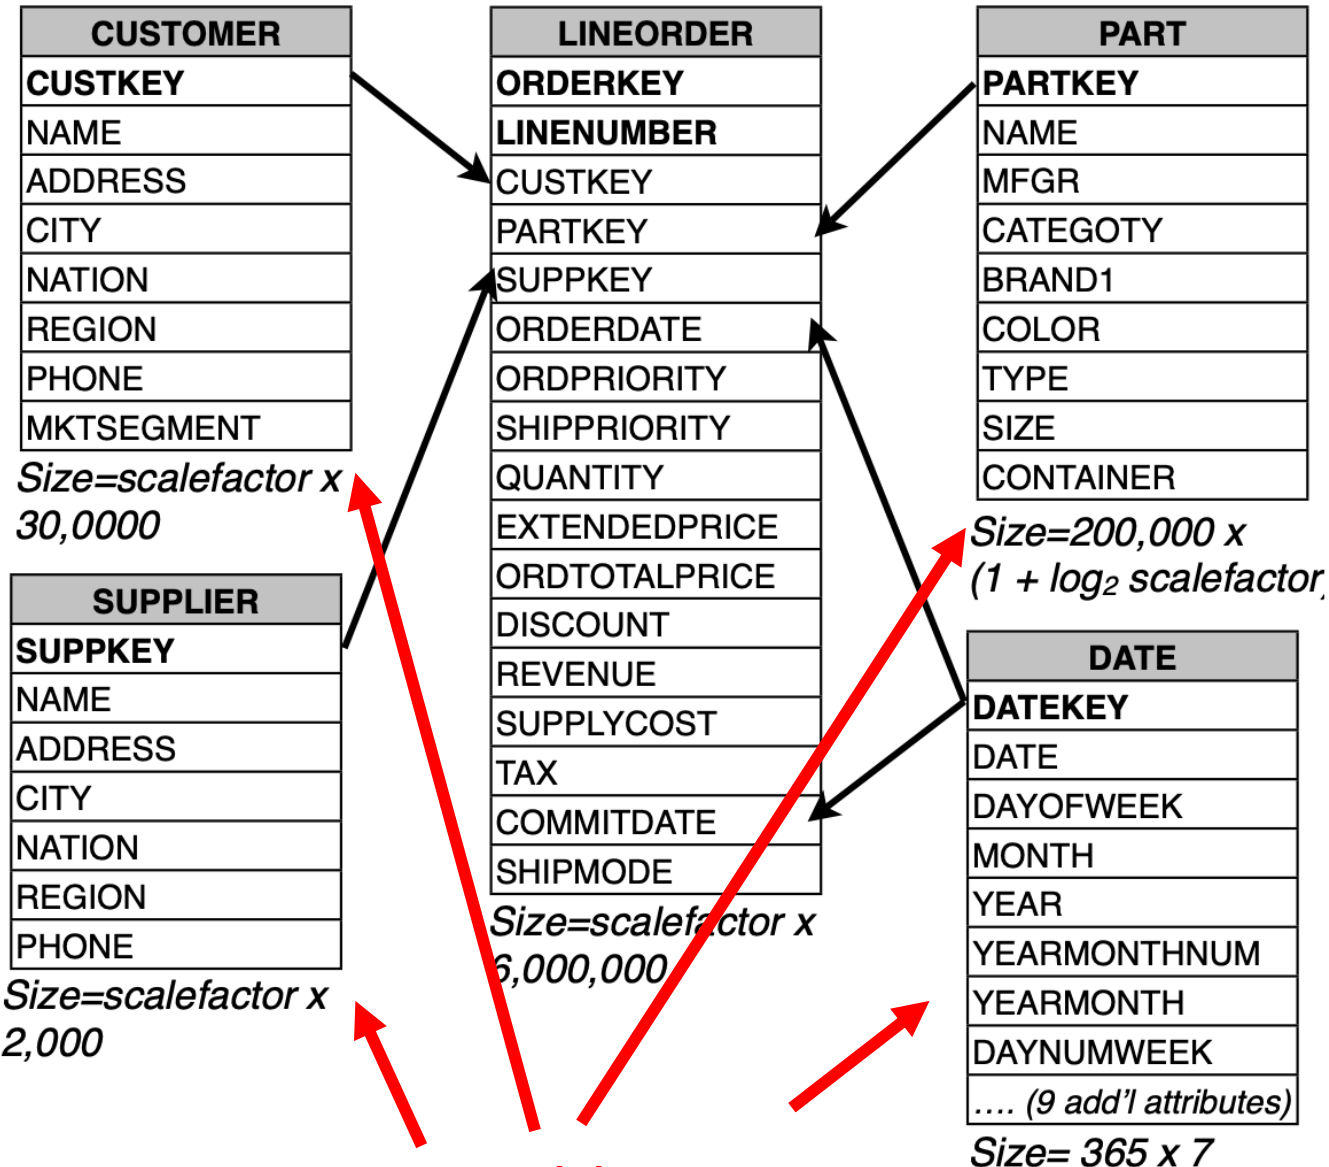 CUSTOMER
CUSTKEY
NAME
ADDRESS
CITY
NATION
REGION
PHONE
MKTSEGMENT
Size=scalefactor x
30,0000
SUPPLIER
SUPPKEY
NAME
ADDRESS
CITY
NATION
REGION
PHONE
Size=scalefactor x
2,000
LINEORDER
ORDERKEY
LINENUMBER
CUSTKEY
PARTKEY
SUPPKEY
ORDERDATE
ORDPRIORITY
SHIPPRIORITY
QUANTITY
EXTENDEDPRICE
ORDTOTALPRICE
DISCOUNT
REVENUE
SUPPLYCOST
TAX
COMMITDATE
SHIPMODE
Size=scalefactor x
6,000,000
PART
PARTKEY
NAME
MFGR
CATEGOTY
BRAND1
COLOR
TYPE
SIZE
CONTAINER
Size=200,000 x
(1 + log₂ scalefactor)
DATE
DATEKEY
DATE
DAYOFWEEK
MONTH
YEAR
YEARMONTHNUM
YEARMONTH
DAYNUMWEEK
.... (9 add'l attributes)
Size= 365 x 7